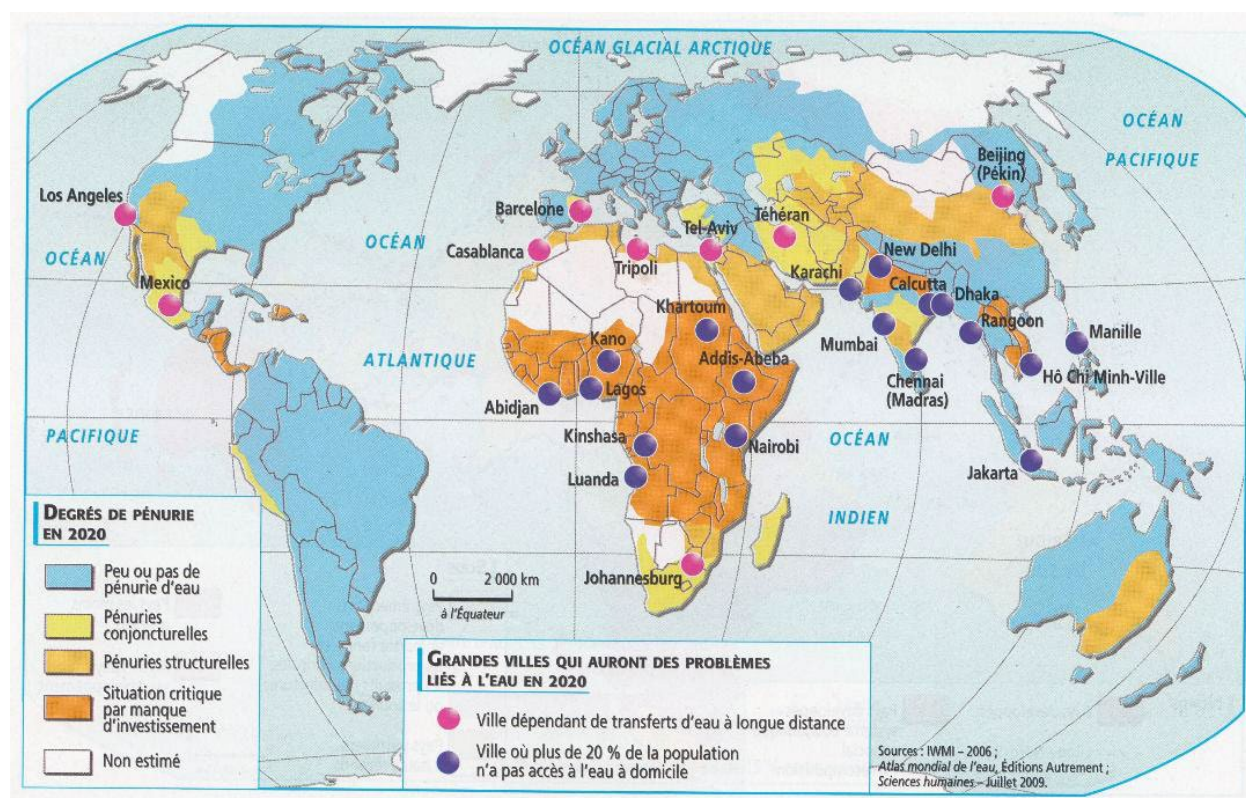 OCÉAN GLACIAL ARCTIQUE
OCÉAN
PACIFIQUE
Beijing
(Pékin)
Los Angeles
Barcelone
Téhéran
Tel-Aviv
OCÉAN
Casablanca
Tripoli
New Delhi
OCÉAN
Karachi
Calcutta
Mexico
Dhaka
Khartoum
Rangoon
Manille
Kano
Mumbai
ATLANTIQUE
Addis-Abeba
Hô Chi Minh-Ville
Chennai
(Madras)
Lagos
Abidjan
PACIFIQUE
Kinshasa
OCÉAN
Nairobi
Jakarta
Luanda
INDIEN
Johannesburg
0 2 000 km
à l'Équateur
DEGRÉS DE PÉNURIE
EN 2020
Peu ou pas de
pénurie d'eau
Pénuries
conjoncturelles
Pénuries structurelles
Situation critique
par manque
d'investissement
Non estimé
GRANDES VILLES QUI AURONT DES PROBLÈMES
LIÉS À L'EAU EN 2020
Ville dépendant de transferts d'eau à longue distance
Ville où plus de 20 % de la population
n'a pas accès à l'eau à domicile
Sources : IWMI – 2006 ;
Atlas mondial de l'eau, Éditions Autrement ;
Sciences humaines – Juillet 2009.